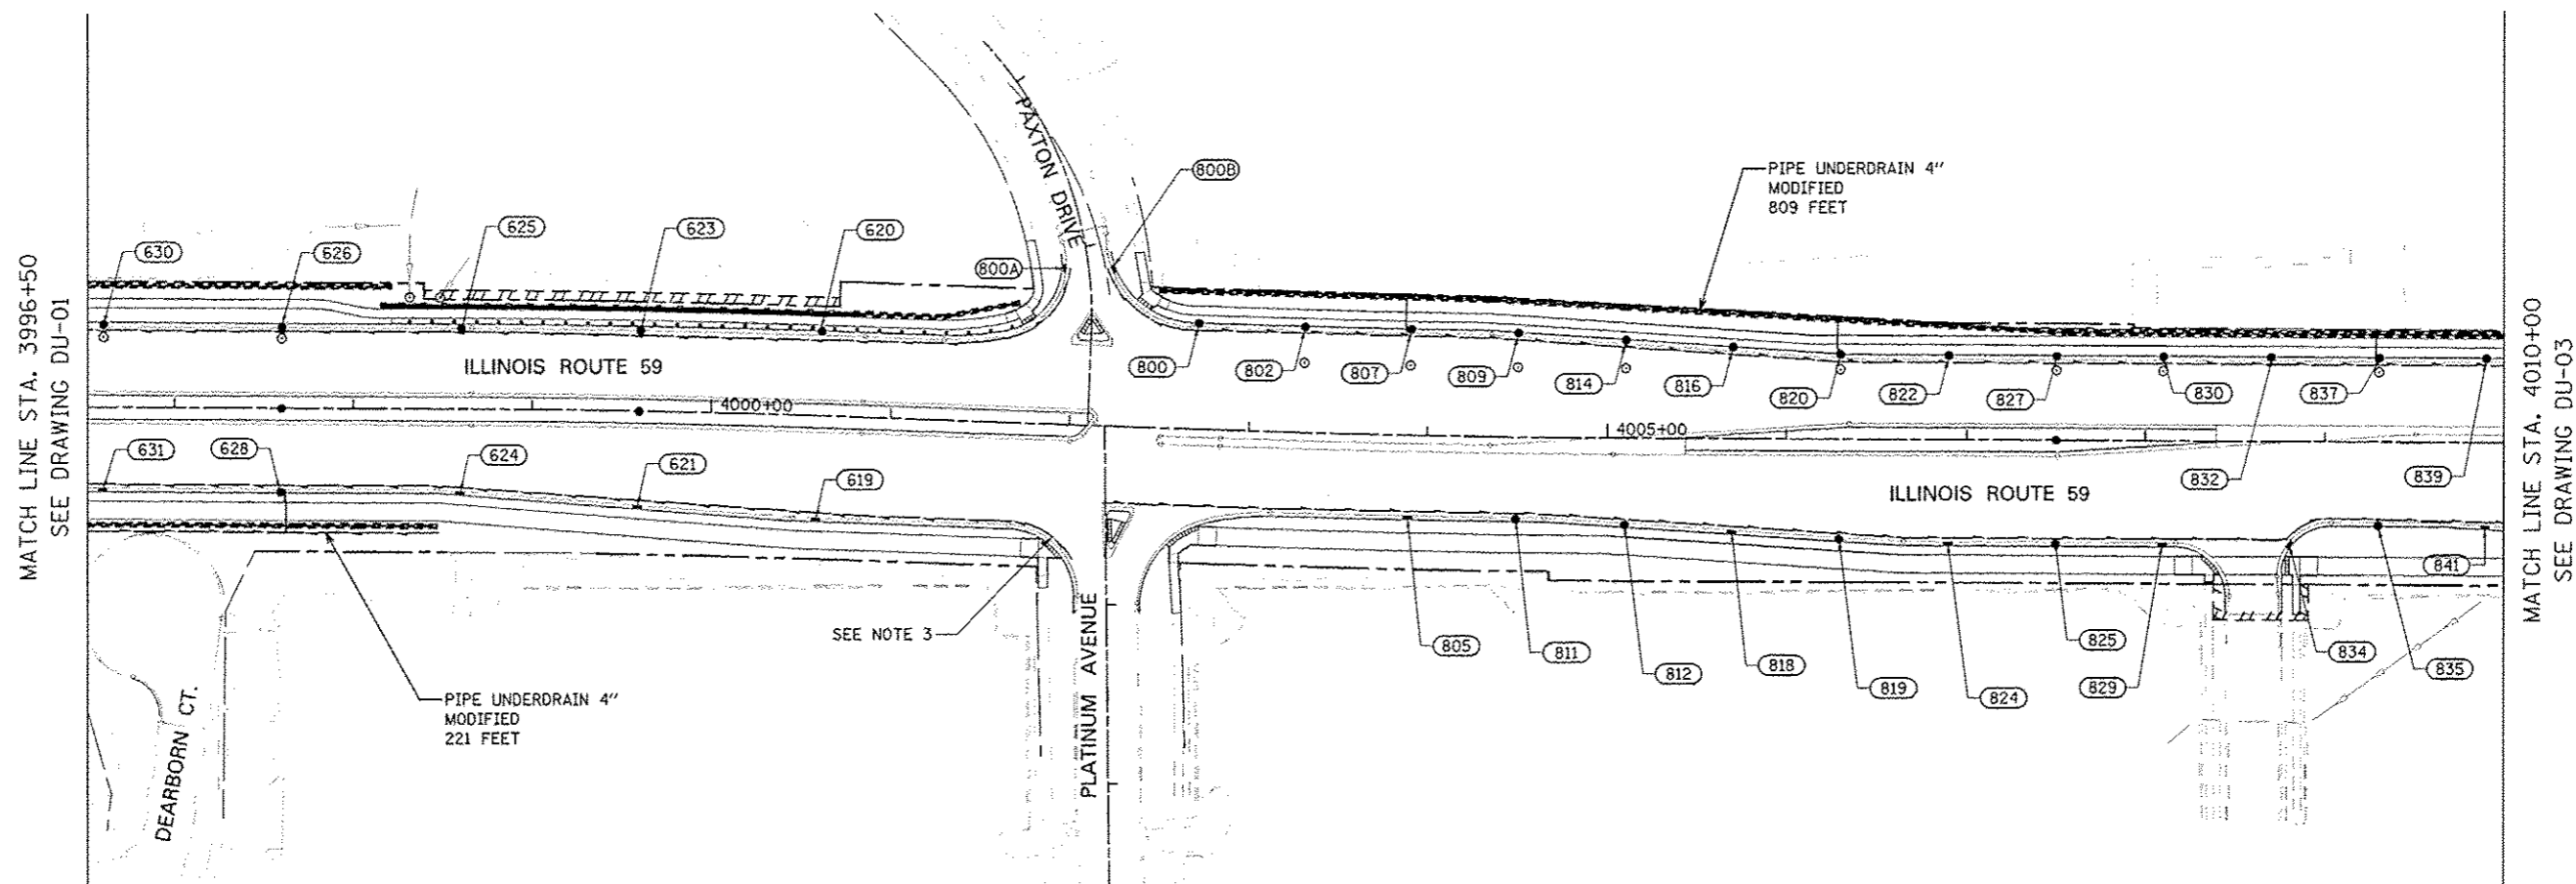 MATCH LINE STA. 3996+50
SEE DRAWING DU-01
PAXTON DRIVE
800B
PIPE UNDERDRAIN 4"
MODIFIED
809 FEET
630
626
625
623
620
800A
ILLINOIS ROUTE 59
800
802
807
809
814
816
820
822
827
830
832
837
839
4000+00
4005+00
631
628
624
621
619
ILLINOIS ROUTE 59
SEE NOTE 3
805
811
812
818
819
824
825
829
834
835
841
PIPE UNDERDRAIN 4"
MODIFIED
221 FEET
DEARBORN CT.
PLATINUM AVENUE
MATCH LINE STA. 4010+00
SEE DRAWING DU-03